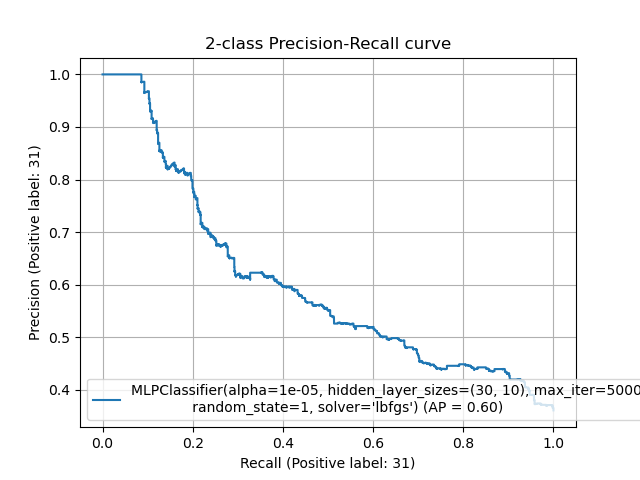 2-class Precision-Recall curve
1.0
0.9
0.8
0.7
0.6
0.5
0.4
Precision (Positive label: 31)
MLPClassifier(alpha=1e-05, hidden_layer_sizes=(30, 10), max_iter=5000
random_state=1, solver='lbfgs') (AP = 0.60)
0.0 0.2 0.4 0.6 0.8 1.0
Recall (Positive label: 31)